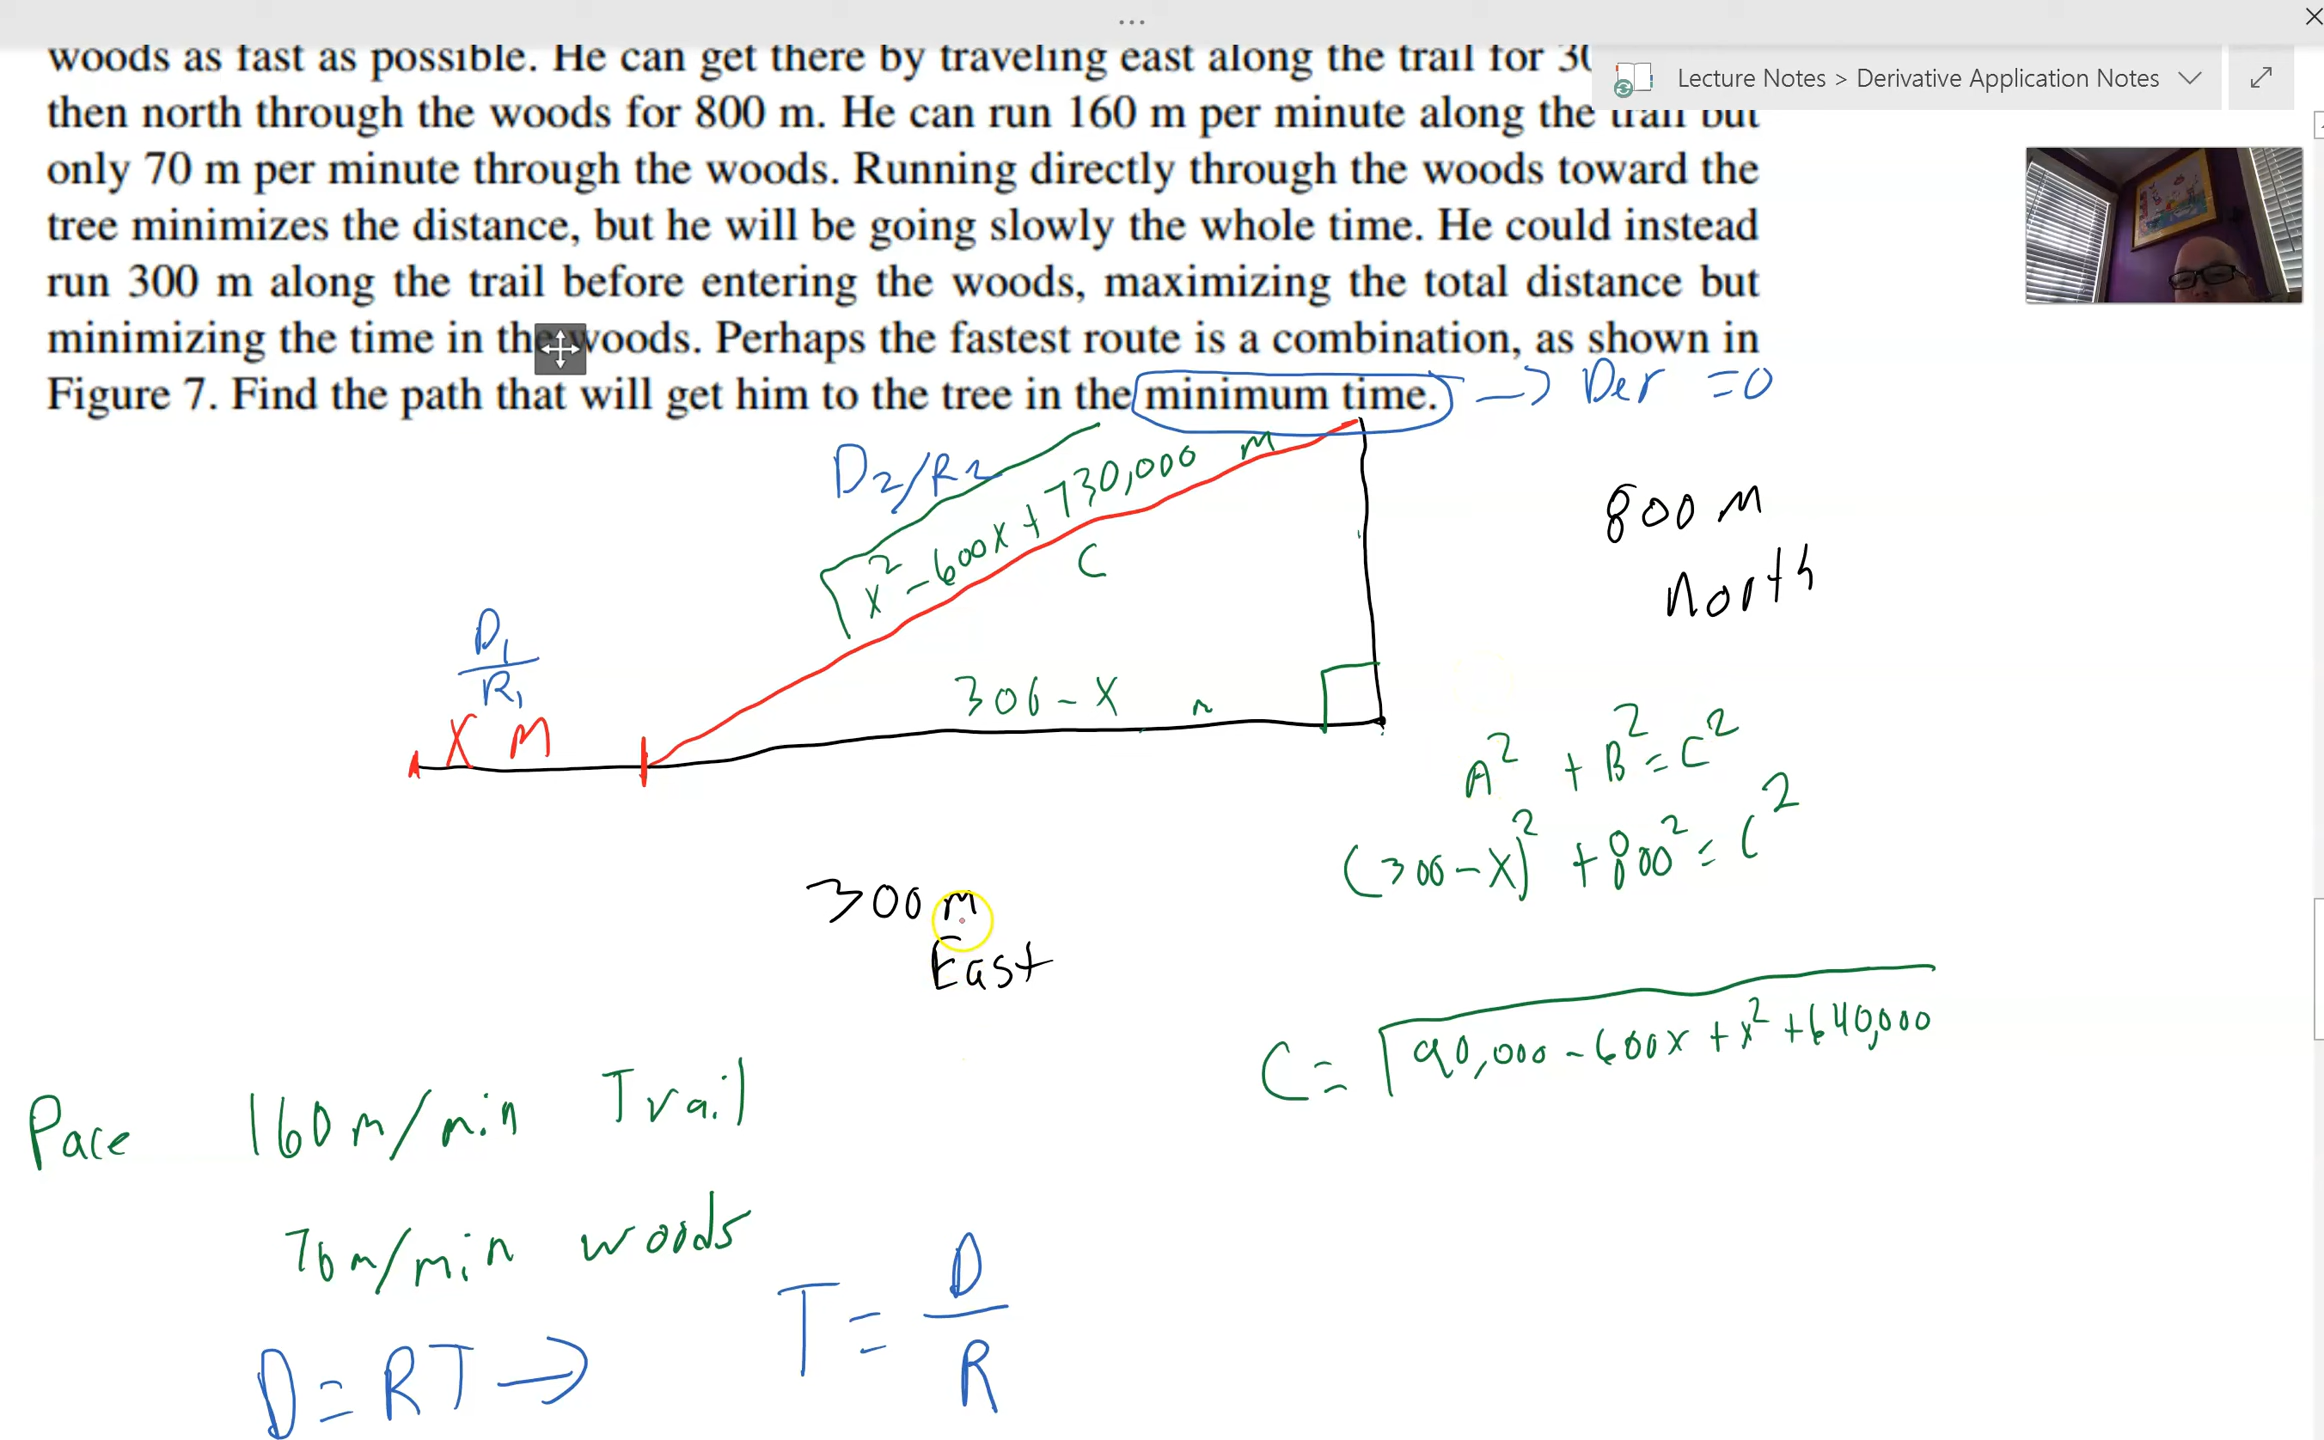 woods as fast as possible. He can get there by traveling east along the trail for 30
Lecture Notes > Derivative Application Notes
then north through the woods for 800 m. He can run 160 m per minute along the trail but
only 70 m per minute through the woods. Running directly through the woods toward the
tree minimizes the distance, but he will be going slowly the whole time. He could instead
run 300 m along the trail before entering the woods, maximizing the total distance but
minimizing the time in the woods. Perhaps the fastest route is a combination, as shown in
Figure 7. Find the path that will get him to the tree in the minimum time. → Der = 0
D2/R2
√x² - 600x + 730,000 m
C
800 m
North
D1/R1
X M
300 - X m
A² + B² = C²
(300 - X)² + 800² = C²
300 m
East
C = √90,000 - 600x + x² + 640,000
Pace 160 m/min Trail
70 m/min woods
D = RT → T = D/R